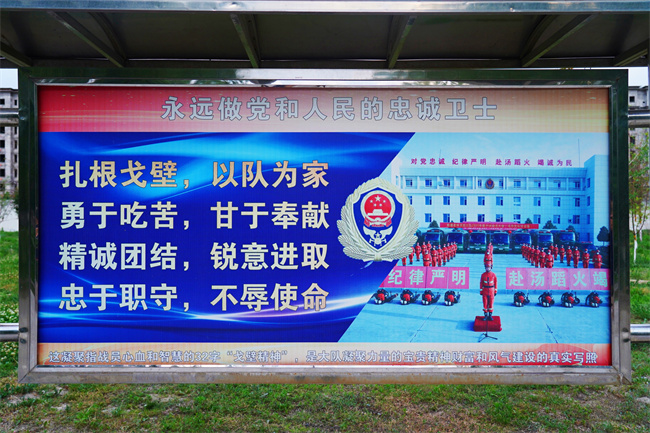 永远做党和人民的忠诚卫士
扎根戈壁，以队为家
勇于吃苦，甘于奉献
精诚团结，锐意进取
忠于职守，不辱使命
对党忠诚 纪律严明 赴汤蹈火 竭诚为民
纪律严明 赴汤蹈火
这凝聚指战员心血和智慧的32字“戈壁精神”，是大队凝聚力量的宝贵精神财富和风气建设的真实写照